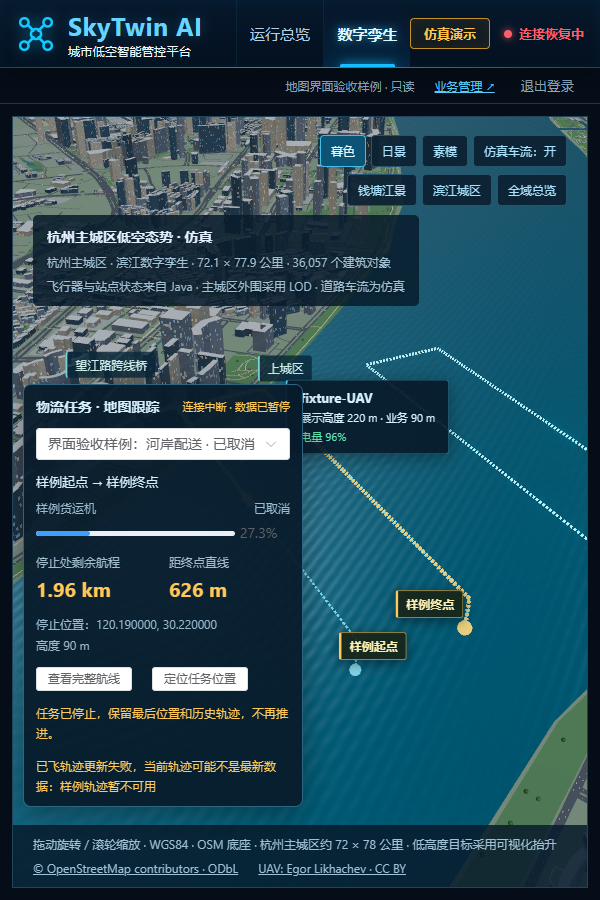 SkyTwin AI
城市低空智能管控平台
运行总览
数字孪生
仿真演示
连接恢复中
地图界面验收样例 · 只读
业务管理 ↗
退出登录
暮色
日景
素模
仿真车流：开
钱塘江景
滨江城区
全域总览
杭州主城区低空态势 · 仿真
杭州主城区 · 滨江数字孪生 · 72.1 × 77.9 公里 · 36,057 个建筑对象
飞行器与站点状态来自 Java · 主城区外围采用 LOD · 道路车流为仿真
望江路跨线桥
上城区
物流任务 · 地图跟踪
连接中断 · 数据已暂停
fixture-UAV
展示高度 220 m · 业务 90 m
电量 96%
界面验收样例：河岸配送 · 已取消
样例起点 → 样例终点
样例货运机
已取消
27.3%
停止处剩余航程
距终点直线
1.96 km
626 m
停止位置：120.190000, 30.220000
高度 90 m
查看完整航线
定位任务位置
任务已停止，保留最后位置和历史轨迹，不再推
进。
已飞轨迹更新失败，当前轨迹可能不是最新数
据：样例轨迹暂不可用
样例终点
样例起点
拖动旋转 / 滚轮缩放 · WGS84 · OSM 底座 · 杭州主城区约 72 × 78 公里 · 低高度目标采用可视化抬升
© OpenStreetMap contributors · ODbL
UAV: Egor Likhachev · CC BY